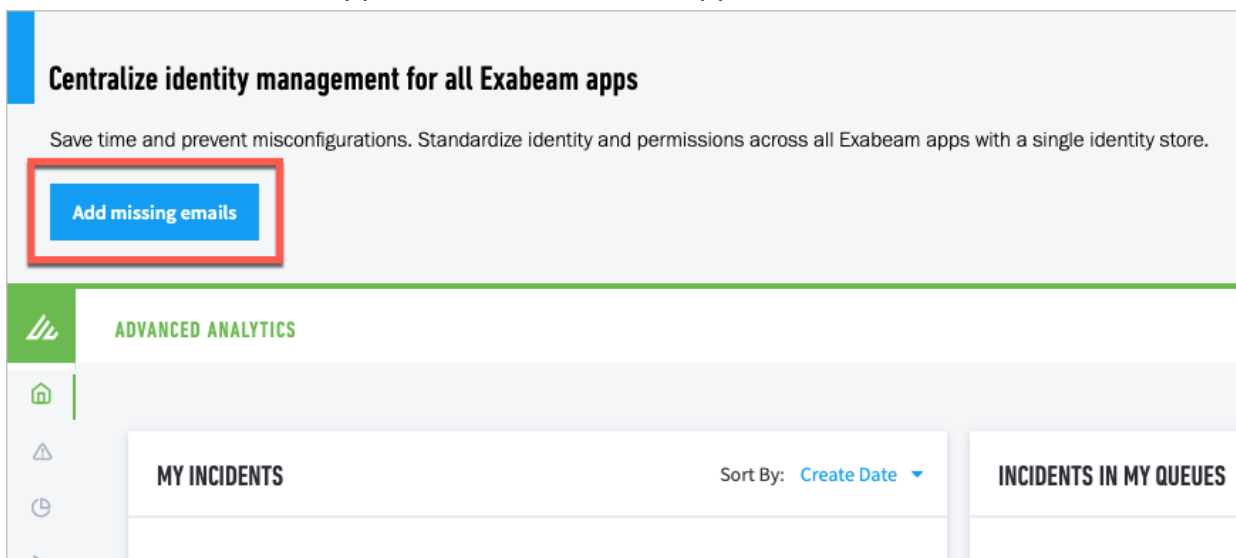 Centralize identity management for all Exabeam apps
Save time and prevent misconfigurations. Standardize identity and permissions across all Exabeam apps with a single identity store.
Add missing emails
ADVANCED ANALYTICS
MY INCIDENTS
Sort By: Create Date
INCIDENTS IN MY QUEUES